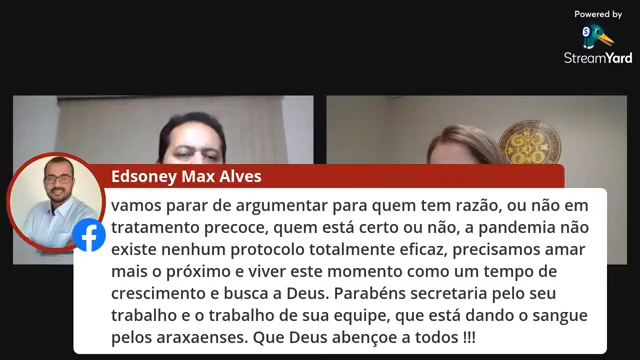 Powered by
StreamYard
Edsoney Max Alves
vamos parar de argumentar para quem tem razão, ou não em
tratamento precoce, quem está certo ou não, a pandemia não
existe nenhum protocolo totalmente eficaz, precisamos amar
mais o próximo e viver este momento como um tempo de
crescimento e busca a Deus. Parabéns secretaria pelo seu
trabalho e o trabalho de sua equipe, que está dando o sangue
pelos araxaenses. Que Deus abençoe a todos !!!